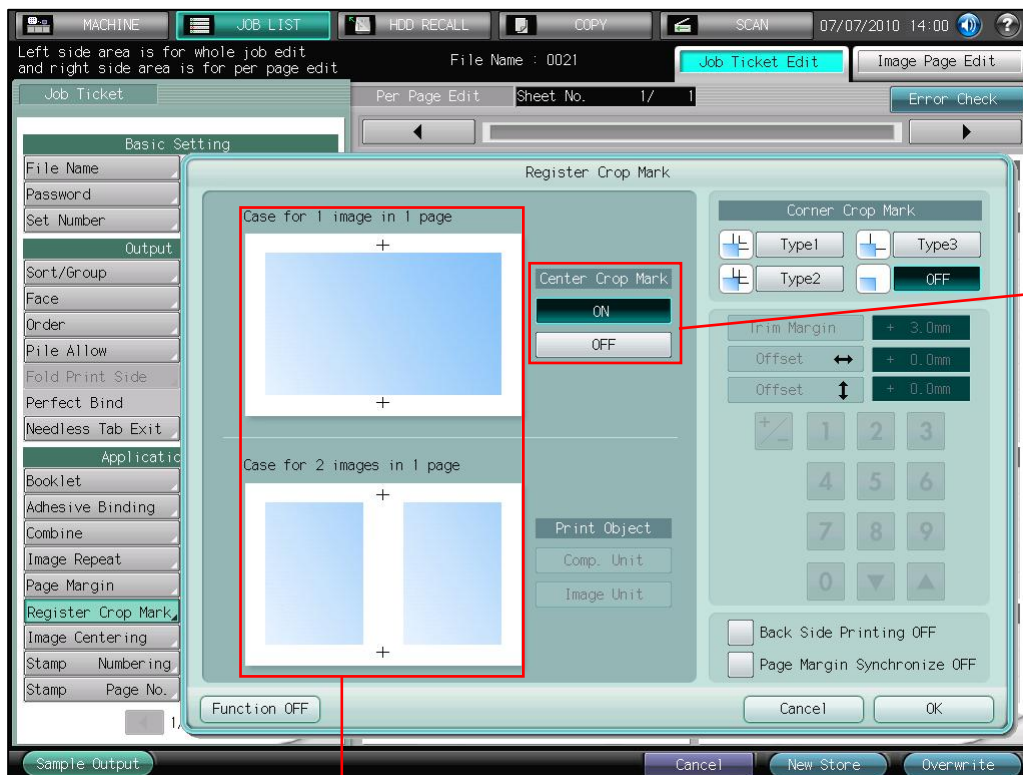 MACHINE
JOB LIST
HDD RECALL
COPY
SCAN
07/07/2010 14:00
?
Left side area is for whole job edit
and right side area is for per page edit
File Name : 0021
Job Ticket Edit
Image Page Edit
Job Ticket
Per Page Edit
Sheet No. 1/ 1
Error Check
Basic Setting
File Name
Password
Set Number
Output
Sort/Group
Face
Order
Pile Allow
Fold Print Side
Perfect Bind
Needless Tab Exit
Applicatio
Booklet
Adhesive Binding
Combine
Image Repeat
Page Margin
Register Crop Mark
Image Centering
Stamp Numbering
Stamp Page No.
1/
Register Crop Mark
Case for 1 image in 1 page
Center Crop Mark
ON
OFF
Case for 2 images in 1 page
Print Object
Comp. Unit
Image Unit
Corner Crop Mark
Type1
Type3
Type2
OFF
Trim Margin + 3.0mm
Offset ↔ + 0.0mm
Offset ↕ + 0.0mm
+/- 1 2 3
4 5 6
7 8 9
0 ▼ ▲
Back Side Printing OFF
Page Margin Synchronize OFF
Function OFF
Cancel
OK
Sample Output
Cancel
New Store
Overwrite